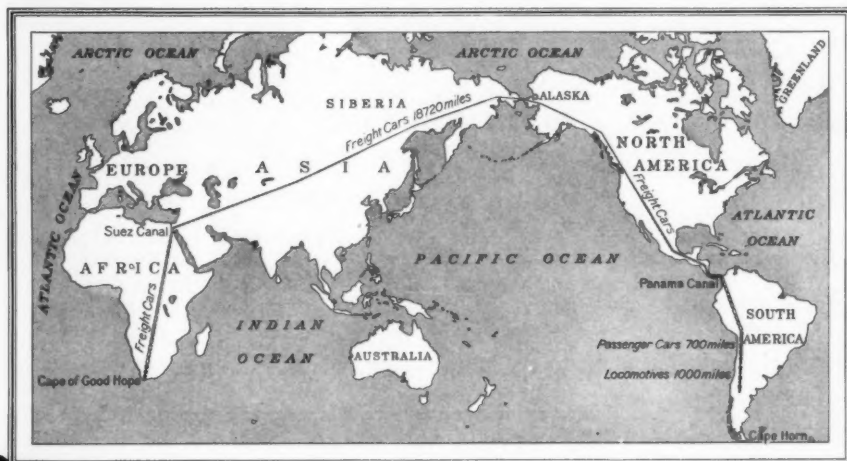 ARCTIC OCEAN
ARCTIC OCEAN
GREENLAND
SIBERIA
ALASKA
Freight Cars 18720 miles
NORTH
AMERICA
EUROPE
ASIA
ATLANTIC OCEAN
ATLANTIC
OCEAN
Suez Canal
Freight Cars
AFRICA
PACIFIC OCEAN
Panama Canal
Freight Cars
INDIAN
OCEAN
SOUTH
AMERICA
AUSTRALIA
Passenger Cars 700 miles
Cape of Good Hope
Locomotives 1000 miles
Cape Horn